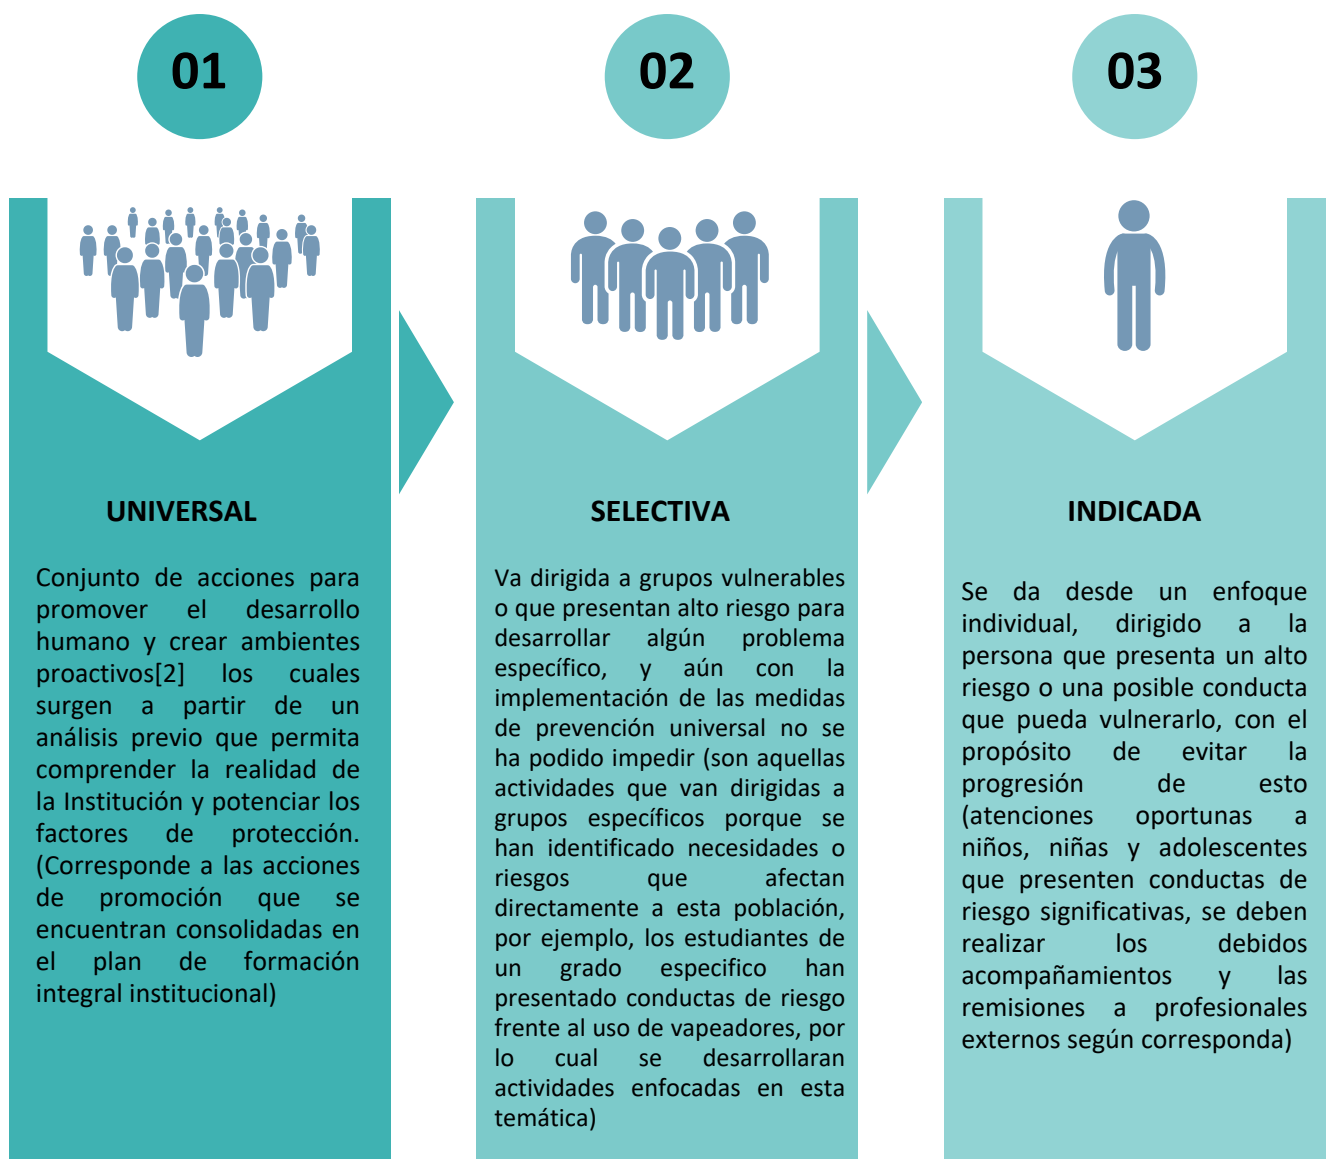 01
02
03
UNIVERSAL
Conjunto de acciones para
promover el desarrollo
humano y crear ambientes
proactivos[2] los cuales
surgen a partir de un
análisis previo que permita
comprender la realidad de
la Institución y potenciar los
factores de protección.
(Corresponde a las acciones
de promoción que se
encuentran consolidadas en
el plan de formación
integral institucional)
SELECTIVA
Va dirigida a grupos vulnerables
o que presentan alto riesgo para
desarrollar algún problema
específico, y aún con la
implementación de las medidas
de prevención universal no se
ha podido impedir (son aquellas
actividades que van dirigidas a
grupos específicos porque se
han identificado necesidades o
riesgos que afectan
directamente a esta población,
por ejemplo, los estudiantes de
un grado especifico han
presentado conductas de riesgo
frente al uso de vapeadores, por
lo cual se desarrollaran
actividades enfocadas en esta
temática)
INDICADA
Se da desde un enfoque
individual, dirigido a la
persona que presenta un alto
riesgo o una posible conducta
que pueda vulnerarlo, con el
propósito de evitar la
progresión de esto
(atenciones oportunas a
niños, niñas y adolescentes
que presenten conductas de
riesgo significativas, se deben
realizar los debidos
acompañamientos y las
remisiones a profesionales
externos según corresponda)